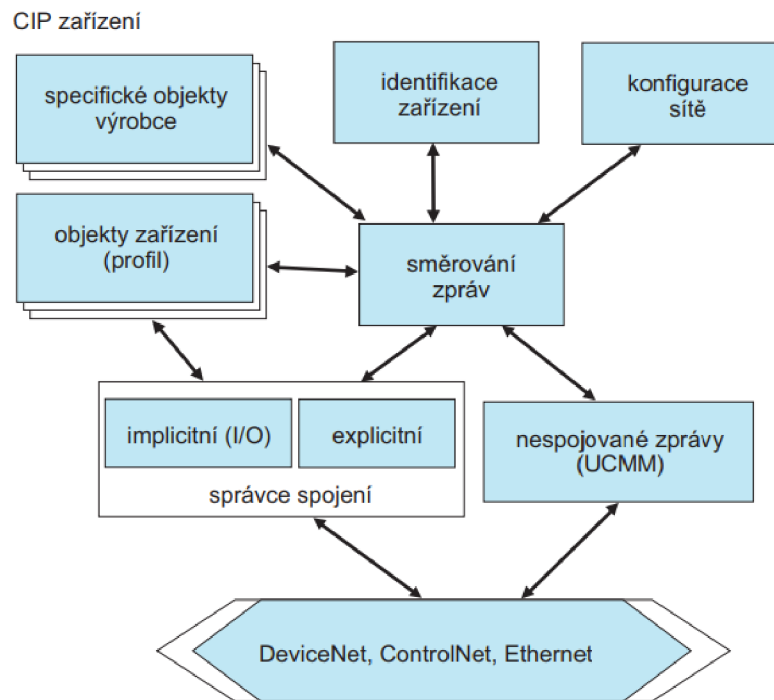 CIP zařízení
specifické objekty
výrobce
identifikace
zařízení
konfigurace
sítě
objekty zařízení
(profil)
směrování
zpráv
implicitní (I/O)
explicitní
správce spojení
nespojované zprávy
(UCMM)
DeviceNet, ControlNet, Ethernet